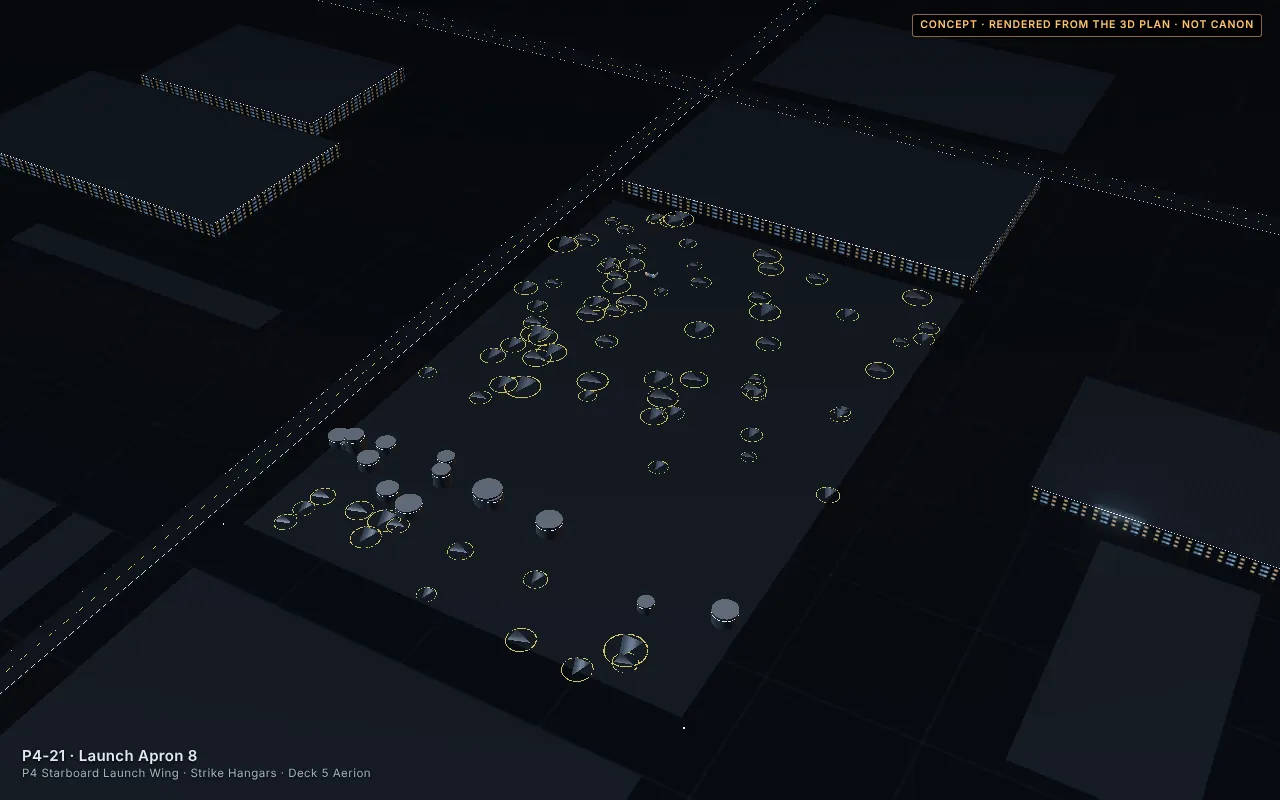 CONCEPT · RENDERED FROM THE 3D PLAN · NOT CANON
P4-21 · Launch Apron 8
P4 Starboard Launch Wing · Strike Hangars · Deck 5 Aerion